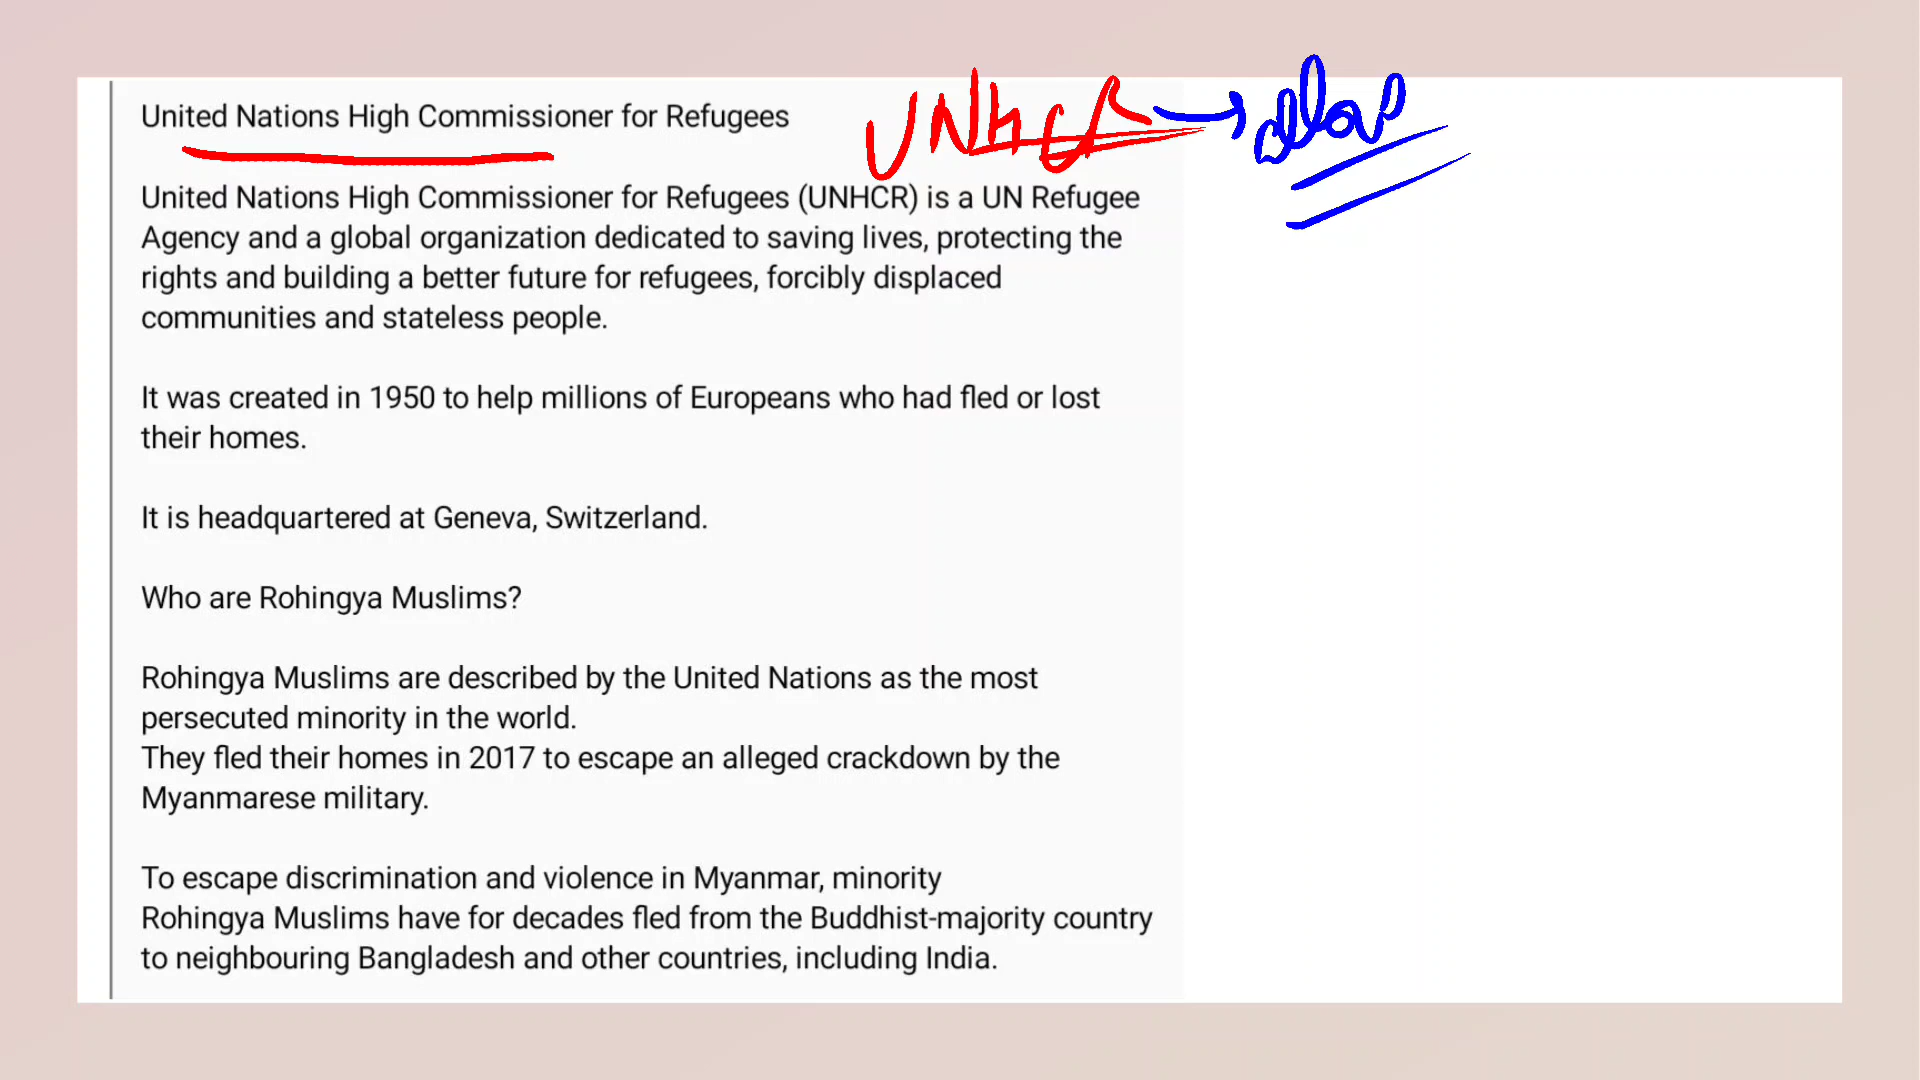 United Nations High Commissioner for Refugees
UNHCR
United Nations High Commissioner for Refugees (UNHCR) is a UN Refugee
Agency and a global organization dedicated to saving lives, protecting the
rights and building a better future for refugees, forcibly displaced
communities and stateless people.
It was created in 1950 to help millions of Europeans who had fled or lost
their homes.
It is headquartered at Geneva, Switzerland.
Who are Rohingya Muslims?
Rohingya Muslims are described by the United Nations as the most
persecuted minority in the world.
They fled their homes in 2017 to escape an alleged crackdown by the
Myanmarese military.
To escape discrimination and violence in Myanmar, minority
Rohingya Muslims have for decades fled from the Buddhist-majority country
to neighbouring Bangladesh and other countries, including India.